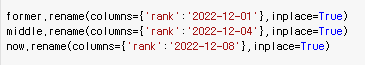 former.rename(columns={'rank':'2022-12-01'},inplace=True)
middle.rename(columns={'rank':'2022-12-04'},inplace=True)
now.rename(columns={'rank':'2022-12-08'},inplace=True)